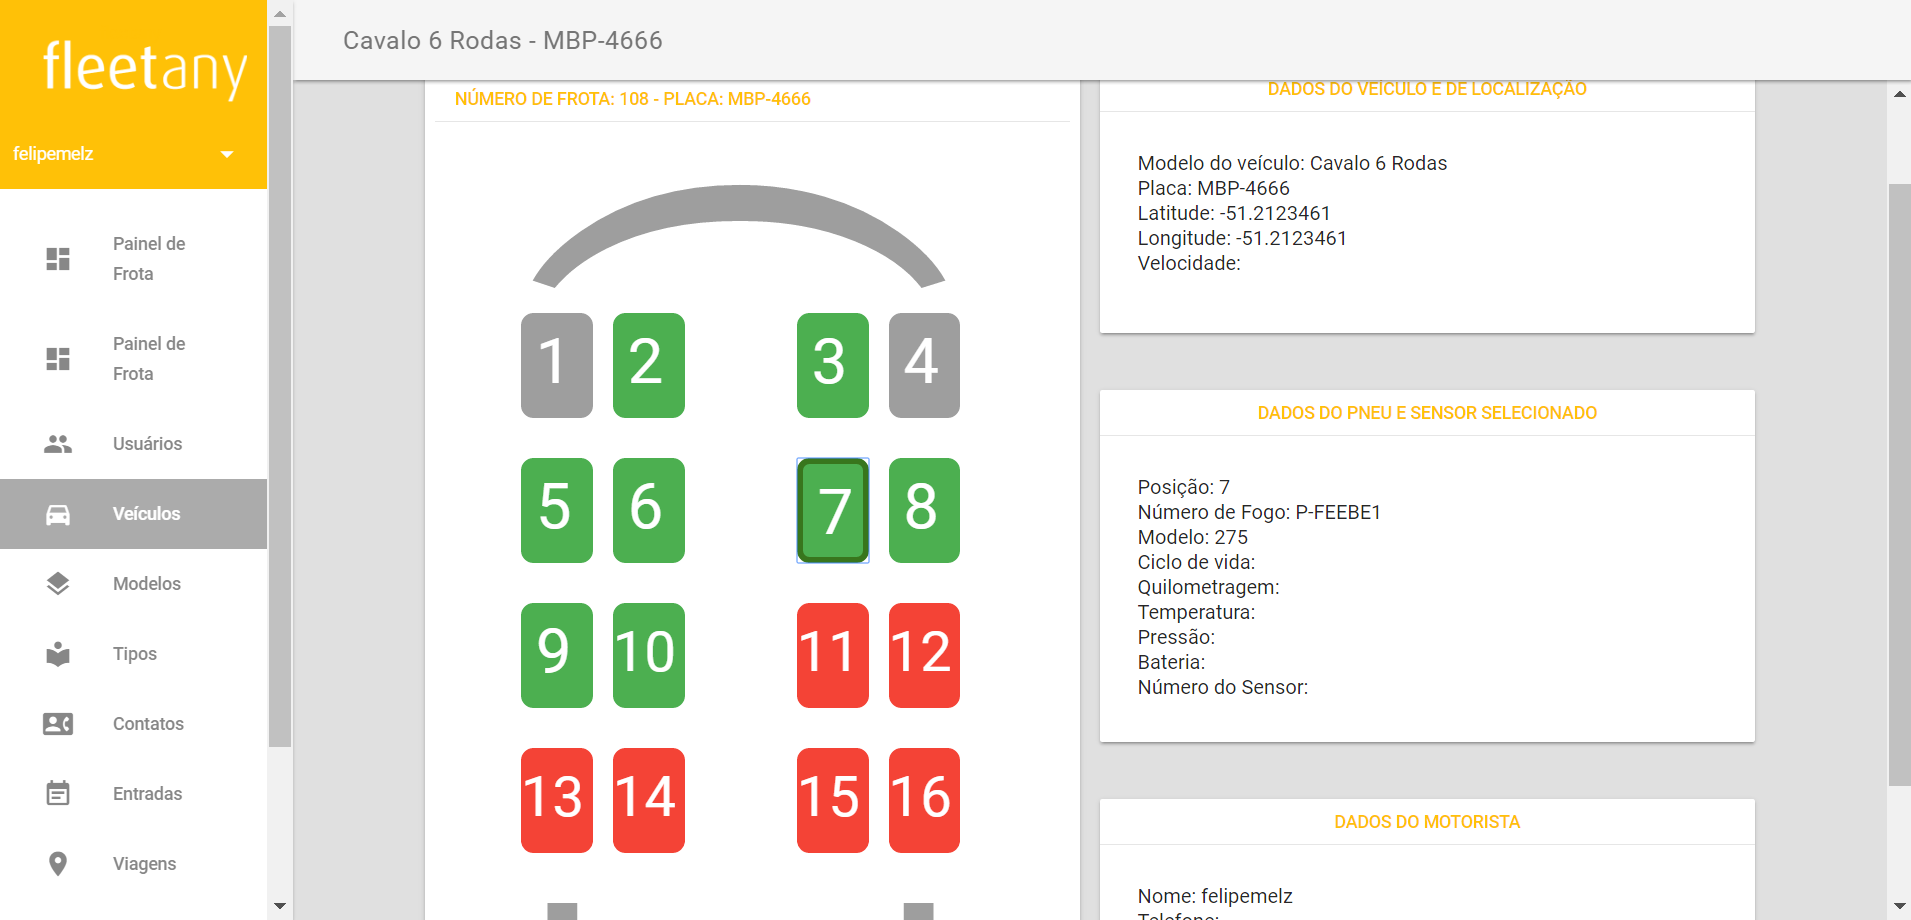 fleetany
felipemelz
Painel de
Frota
Painel de
Frota
Usuários
Veículos
Modelos
Tipos
Contatos
Entradas
Viagens
Cavalo 6 Rodas - MBP-4666
NÚMERO DE FROTA: 108 - PLACA: MBP-4666
1 2 3 4
5 6 7 8
9 10 11 12
13 14 15 16
DADOS DO VEÍCULO E DE LOCALIZAÇÃO
Modelo do veículo: Cavalo 6 Rodas
Placa: MBP-4666
Latitude: -51.2123461
Longitude: -51.2123461
Velocidade:
DADOS DO PNEU E SENSOR SELECIONADO
Posição: 7
Número de Fogo: P-FEEBE1
Modelo: 275
Ciclo de vida:
Quilometragem:
Temperatura:
Pressão:
Bateria:
Número do Sensor:
DADOS DO MOTORISTA
Nome: felipemelz
Telefone: